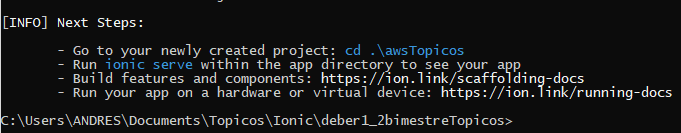 [INFO] Next Steps:
- Go to your newly created project: cd .\awsTopicos
- Run ionic serve within the app directory to see your app
- Build features and components: https://ion.link/scaffolding-docs
- Run your app on a hardware or virtual device: https://ion.link/running-docs
C:\Users\ANDRES\Documents\Topicos\Ionic\deber1_2bimestreTopicos>